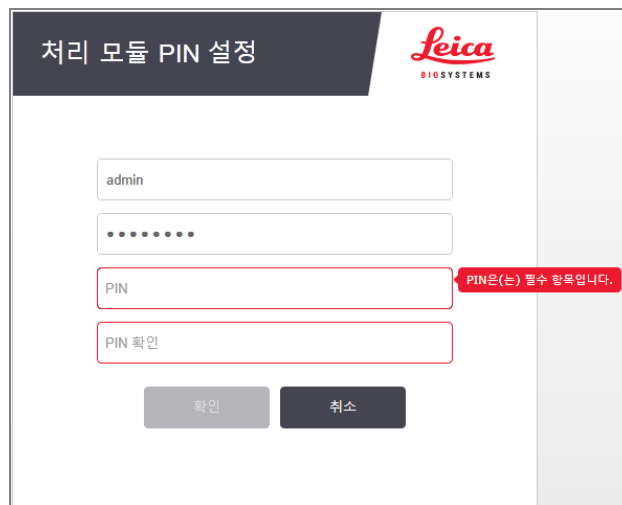 처리 모듈 PIN 설정
Leica
BIOSYSTEMS
admin
••••••••
PIN
PIN은(는) 필수 항목입니다.
PIN 확인
확인
취소